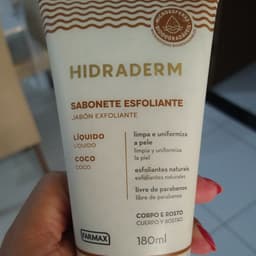 HIDRADERM
SABONETE ESFOLIANTE
JABÓN EXFOLIANTE
LÍQUIDO
LÍQUIDO
COCO
COCO
limpa e uniformiza
a pele
limpia y uniformiza
la piel
esfoliantes naturais
exfoliantes naturales
livre de parabenos
libre de parabenos
CORPO E ROSTO
CUERPO Y ROSTRO
FARMAX
180ml